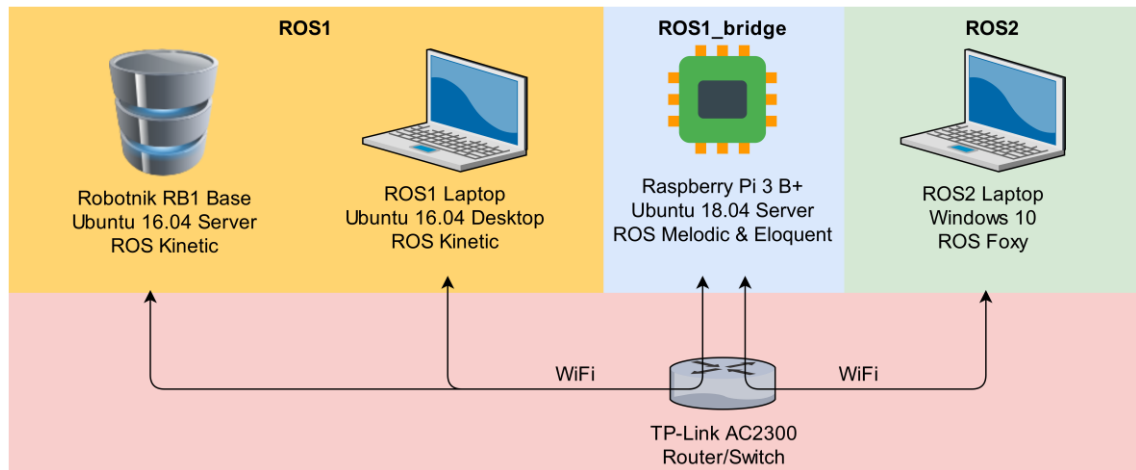 ROS1
ROS1_bridge
ROS2
Robotnik RB1 Base
Ubuntu 16.04 Server
ROS Kinetic
ROS1 Laptop
Ubuntu 16.04 Desktop
ROS Kinetic
Raspberry Pi 3 B+
Ubuntu 18.04 Server
ROS Melodic & Eloquent
ROS2 Laptop
Windows 10
ROS Foxy
WiFi
WiFi
TP-Link AC2300
Router/Switch